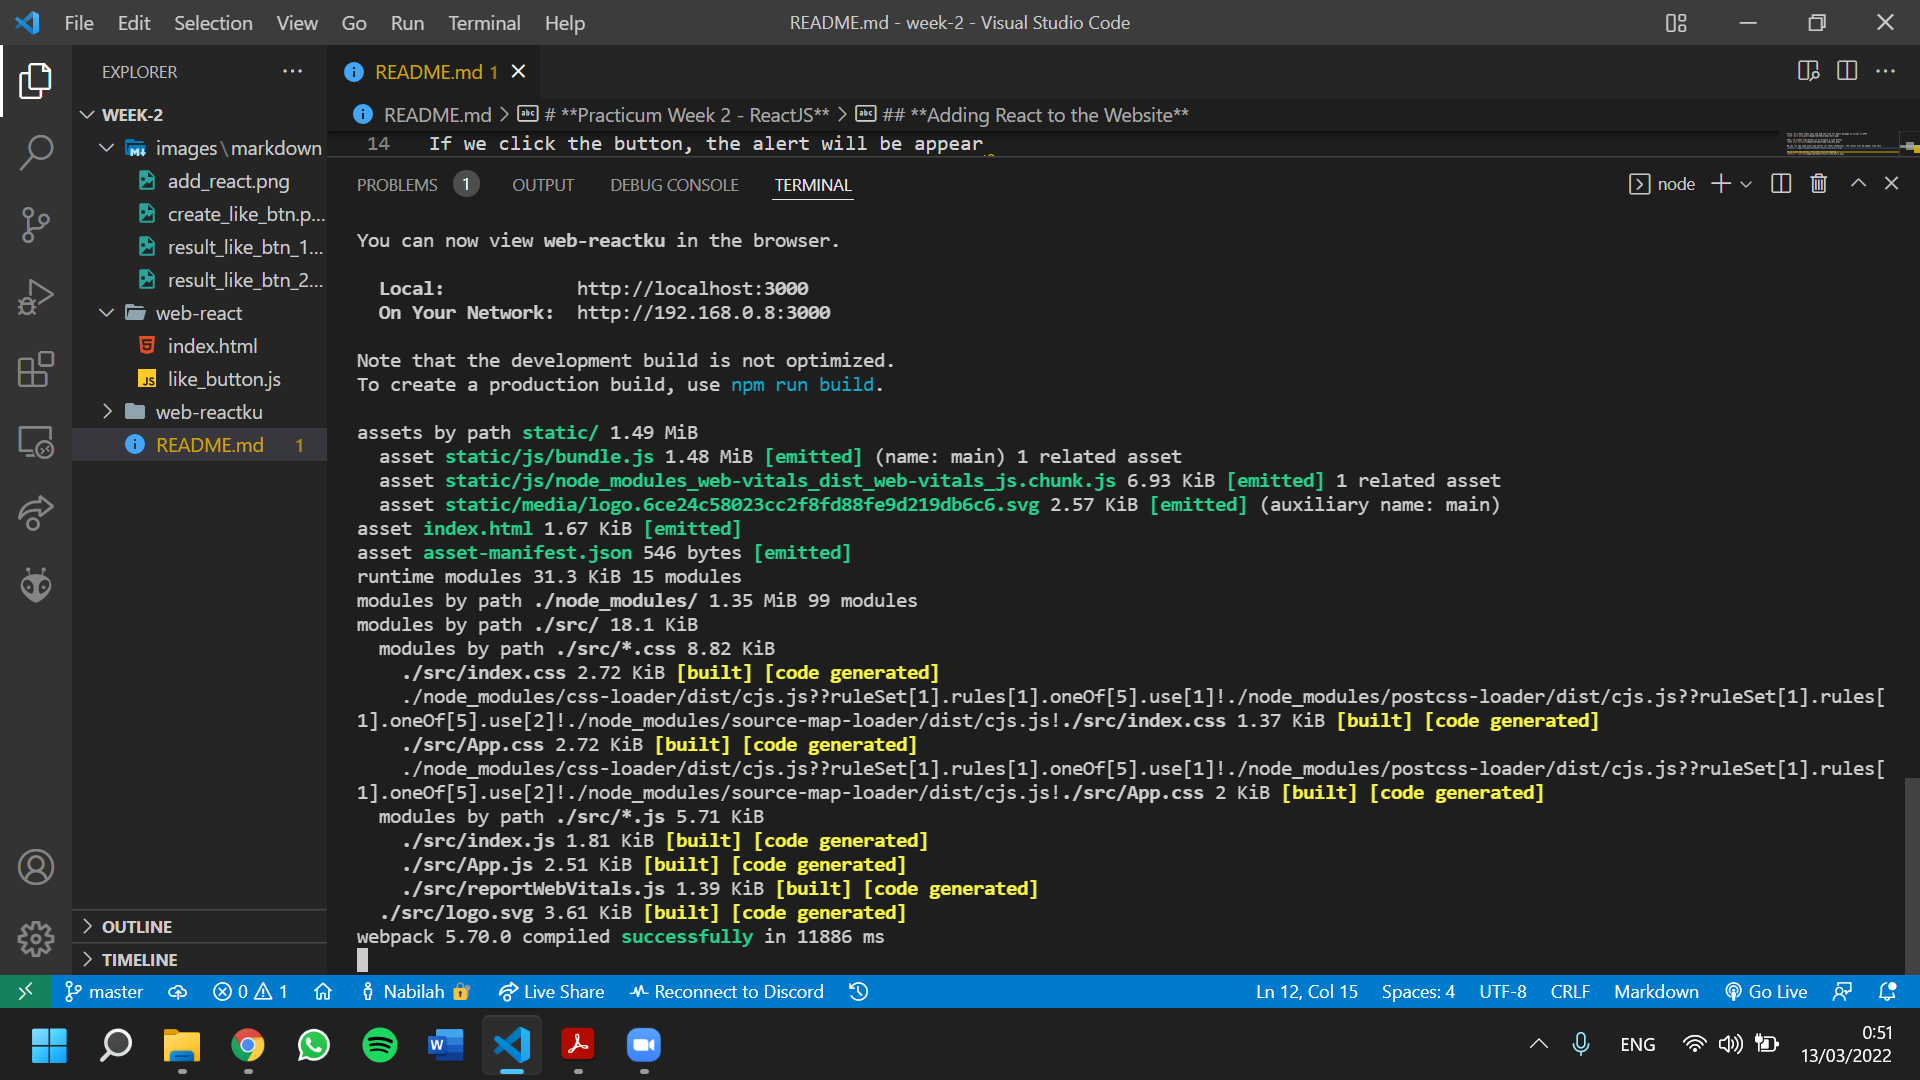 File Edit Selection View Go Run Terminal Help
README.md - week-2 - Visual Studio Code
EXPLORER
WEEK-2
images\markdown
add_react.png
create_like_btn.p...
result_like_btn_1...
result_like_btn_2...
web-react
index.html
JS like_button.js
web-reactku
README.md 1
OUTLINE
TIMELINE
README.md 1
README.md > # **Practicum Week 2 - ReactJS** > ## **Adding React to the Website**
14 If we click the button, the alert will be appear
PROBLEMS 1 OUTPUT DEBUG CONSOLE TERMINAL node
You can now view web-reactku in the browser.
Local: http://localhost:3000
On Your Network: http://192.168.0.8:3000
Note that the development build is not optimized.
To create a production build, use npm run build.
assets by path static/ 1.49 MiB
asset static/js/bundle.js 1.48 MiB [emitted] (name: main) 1 related asset
asset static/js/node_modules_web-vitals_dist_web-vitals_js.chunk.js 6.93 KiB [emitted] 1 related asset
asset static/media/logo.6ce24c58023cc2f8fd88fe9d219db6c6.svg 2.57 KiB [emitted] (auxiliary name: main)
asset index.html 1.67 KiB [emitted]
asset asset-manifest.json 546 bytes [emitted]
runtime modules 31.3 KiB 15 modules
modules by path ./node_modules/ 1.35 MiB 99 modules
modules by path ./src/ 18.1 KiB
modules by path ./src/*.css 8.82 KiB
./src/index.css 2.72 KiB [built] [code generated]
./node_modules/css-loader/dist/cjs.js??ruleSet[1].rules[1].oneOf[5].use[1]!./node_modules/postcss-loader/dist/cjs.js??ruleSet[1].rules[
1].oneOf[5].use[2]!./node_modules/source-map-loader/dist/cjs.js!./src/index.css 1.37 KiB [built] [code generated]
./src/App.css 2.72 KiB [built] [code generated]
./node_modules/css-loader/dist/cjs.js??ruleSet[1].rules[1].oneOf[5].use[1]!./node_modules/postcss-loader/dist/cjs.js??ruleSet[1].rules[
1].oneOf[5].use[2]!./node_modules/source-map-loader/dist/cjs.js!./src/App.css 2 KiB [built] [code generated]
modules by path ./src/*.js 5.71 KiB
./src/index.js 1.81 KiB [built] [code generated]
./src/App.js 2.51 KiB [built] [code generated]
./src/reportWebVitals.js 1.39 KiB [built] [code generated]
./src/logo.svg 3.61 KiB [built] [code generated]
webpack 5.70.0 compiled successfully in 11886 ms
master 0 1 Nabilah Live Share Reconnect to Discord Ln 12, Col 15 Spaces: 4 UTF-8 CRLF Markdown Go Live
ENG
0:51
13/03/2022